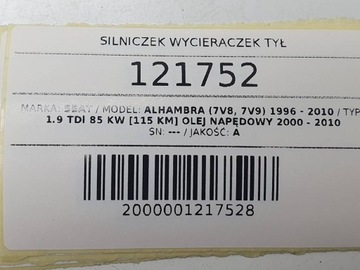 SILNICZEK WYCIERACZEK TYŁ
121752
MARKA: SEAT / MODEL: ALHAMBRA (7V8, 7V9) 1996 - 2010 / TYP
1.9 TDI 85 KW [115 KM] OLEJ NAPĘDOWY 2000 - 2010
SN: --- / JAKOŚĆ: A
2000001217528